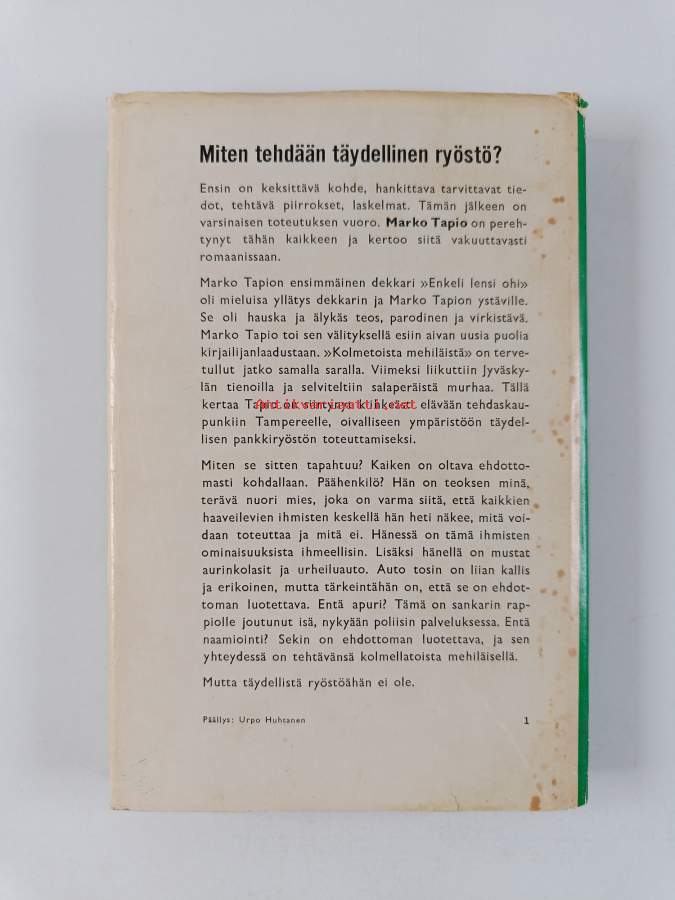 Miten tehdään täydellinen ryöstö?
Ensin on keksittävä kohde, hankittava tarvittavat tie-
dot, tehtävä piirrokset, laskelmat. Tämän jälkeen on
varsinaisen toteutuksen vuoro. Marko Tapio on pereh-
tynyt tähän kaikkeen ja kertoo siitä vakuuttavasti
romaanissaan.
Marko Tapion ensimmäinen dekkari »Enkeli lensi ohi»
oli mieluisa yllätys dekkarin ja Marko Tapion ystäville.
Se oli hauska ja älykäs teos, parodinen ja virkistävä.
Marko Tapio toi sen välityksellä esiin aivan uusia puolia
kirjailijanlaadustaan. »Kolmetoista mehiläistä» on terve-
tullut jatko samalla saralla. Viimeksi liikuttiin Jyväsky-
län tienoilla ja selviteltiin salaperäistä murhaa. Tällä
kertaa Tapio on siirtynyt kiihkeästi elävään tehdaskau-
punkiin Tampereelle, oivalliseen ympäristöön täydel-
lisen pankkiryöstön toteuttamiseksi.
Miten se sitten tapahtuu? Kaiken on oltava ehdotto-
masti kohdallaan. Päähenkilö? Hän on teoksen minä,
terävä nuori mies, joka on varma siitä, että kaikkien
haaveilevien ihmisten keskellä hän heti näkee, mitä voi-
daan toteuttaa ja mitä ei. Hänessä on tämä ihmisten
ominaisuuksista ihmeellisin. Lisäksi hänellä on mustat
aurinkolasit ja urheiluauto. Auto tosin on liian kallis
ja erikoinen, mutta tärkeintähän on, että se on ehdot-
toman luotettava. Entä apuri? Tämä on sankarin rap-
piolle joutunut isä, nykyään poliisin palveluksessa. Entä
naamiointi? Sekin on ehdottoman luotettava, ja sen
yhteydessä on tehtävänsä kolmellatoista mehiläisellä.
Mutta täydellistä ryöstöähän ei ole.
Päällys: Urpo Huhtanen 1